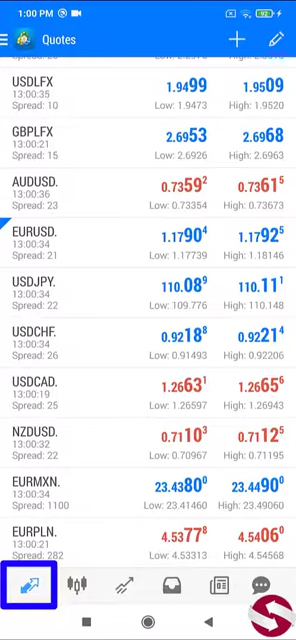 1:00 PM
92
Quotes
USDLFX
13:00:35
Spread: 10
1.9499
Low: 1.9473
1.9509
High: 1.9520
GBPLFX
13:00:21
Spread: 15
2.6953
Low: 2.6926
2.6968
High: 2.6963
AUDUSD.
13:00:36
Spread: 23
0.73592
Low: 0.73354
0.73615
High: 0.73673
EURUSD.
13:00:34
Spread: 21
1.17904
Low: 1.17739
1.17925
High: 1.18146
USDJPY.
13:00:34
Spread: 22
110.089
Low: 109.776
110.111
High: 110.148
USDCHF.
13:00:34
Spread: 26
0.92188
Low: 0.91493
0.92214
High: 0.92206
USDCAD.
13:00:19
Spread: 25
1.26631
Low: 1.26597
1.26656
High: 1.26943
NZDUSD.
13:00:32
Spread: 22
0.71103
Low: 0.70967
0.71125
High: 0.71195
EURMXN.
13:00:34
Spread: 1100
23.43800
Low: 23.41460
23.44900
High: 23.49060
EURPLN.
13:00:21
Spread: 282
4.53778
Low: 4.53313
4.54060
High: 4.54568